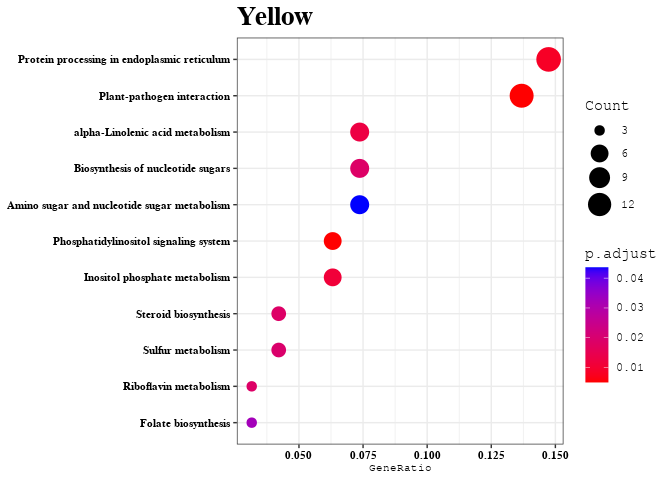 Yellow
Protein processing in endoplasmic reticulum
Plant-pathogen interaction
alpha-Linolenic acid metabolism
Biosynthesis of nucleotide sugars
Amino sugar and nucleotide sugar metabolism
Phosphatidylinositol signaling system
Inositol phosphate metabolism
Steroid biosynthesis
Sulfur metabolism
Riboflavin metabolism
Folate biosynthesis
0.050 0.075 0.100 0.125 0.150
GeneRatio
Count
3
6
9
12
p.adjust
0.04
0.03
0.02
0.01